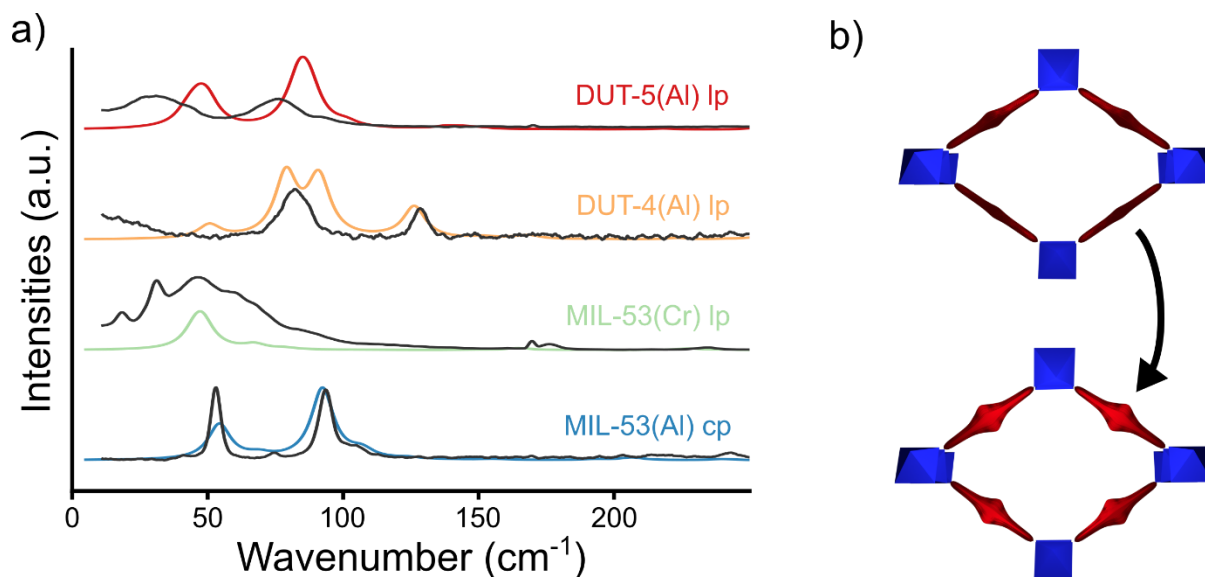 a)
b)
DUT-5(Al) lp
DUT-4(Al) lp
MIL-53(Cr) lp
MIL-53(Al) cp
Intensities (a.u.)
0 50 100 150 200
Wavenumber (cm⁻¹)